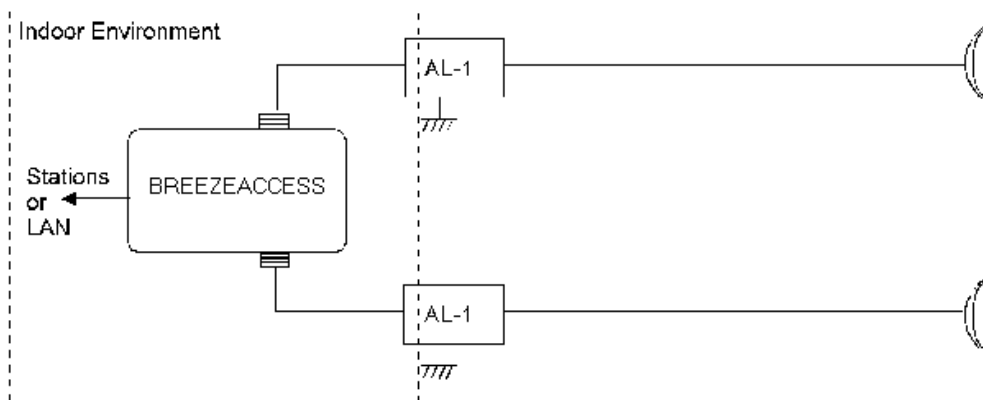 Indoor Environment
AL-1
BREEZEACCESS
Stations
or
LAN
AL-1